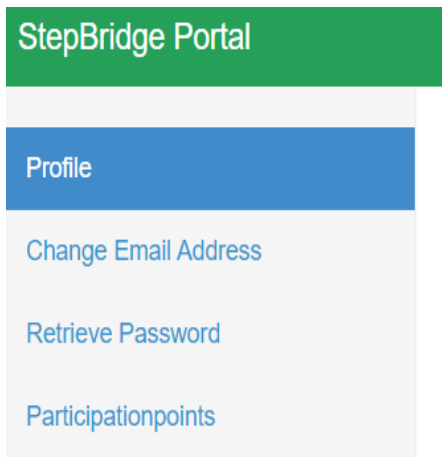 StepBridge Portal
Profile
Change Email Address
Retrieve Password
Participationpoints